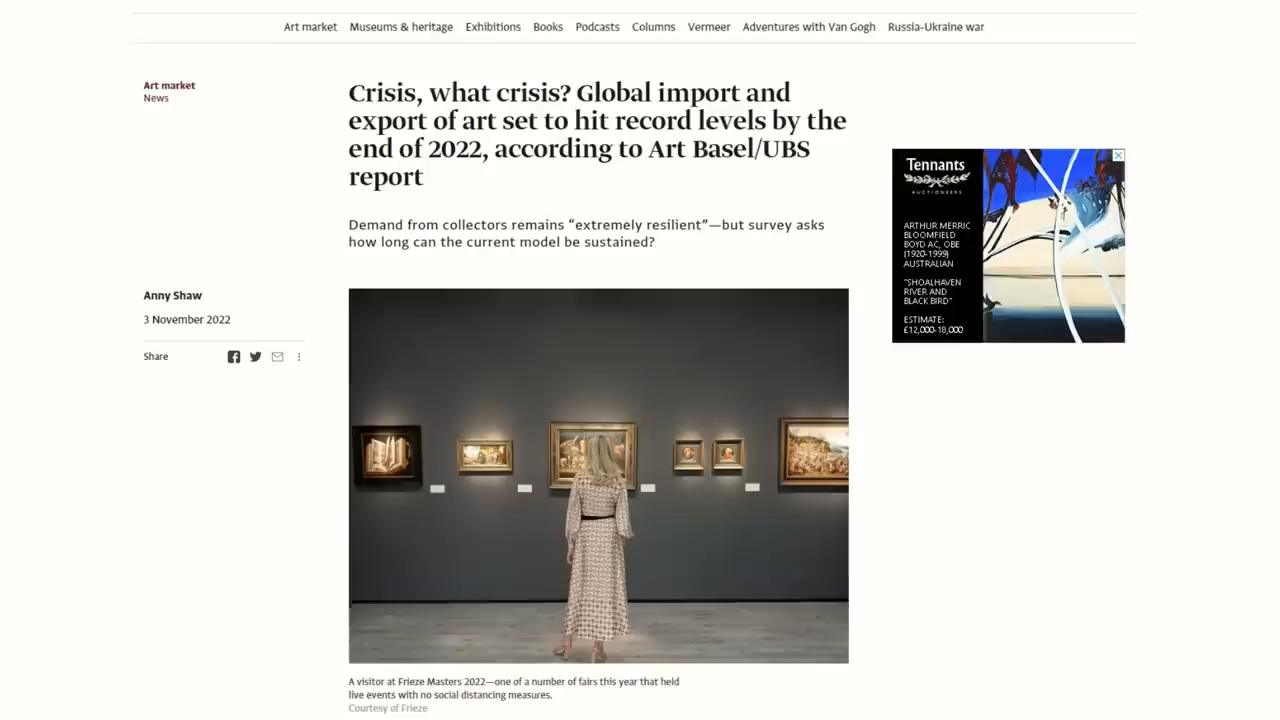 Art market Museums & heritage Exhibitions Books Podcasts Columns Vermeer Adventures with Van Gogh Russia-Ukraine war
Art market
News
Crisis, what crisis? Global import and
export of art set to hit record levels by the
end of 2022, according to Art Basel/UBS
report
Demand from collectors remains “extremely resilient”—but survey asks
how long can the current model be sustained?
Anny Shaw
3 November 2022
Share
A visitor at Frieze Masters 2022—one of a number of fairs this year that held
live events with no social distancing measures.
Courtesy of Frieze
Tennants
AUCTIONEERS
ARTHUR MERRIC
BLOOMFIELD
BOYD AC, OBE
(1920-1999)
AUSTRALIAN
"SHOALHAVEN
RIVER AND
BLACK BIRD"
ESTIMATE:
£12,000-18,000